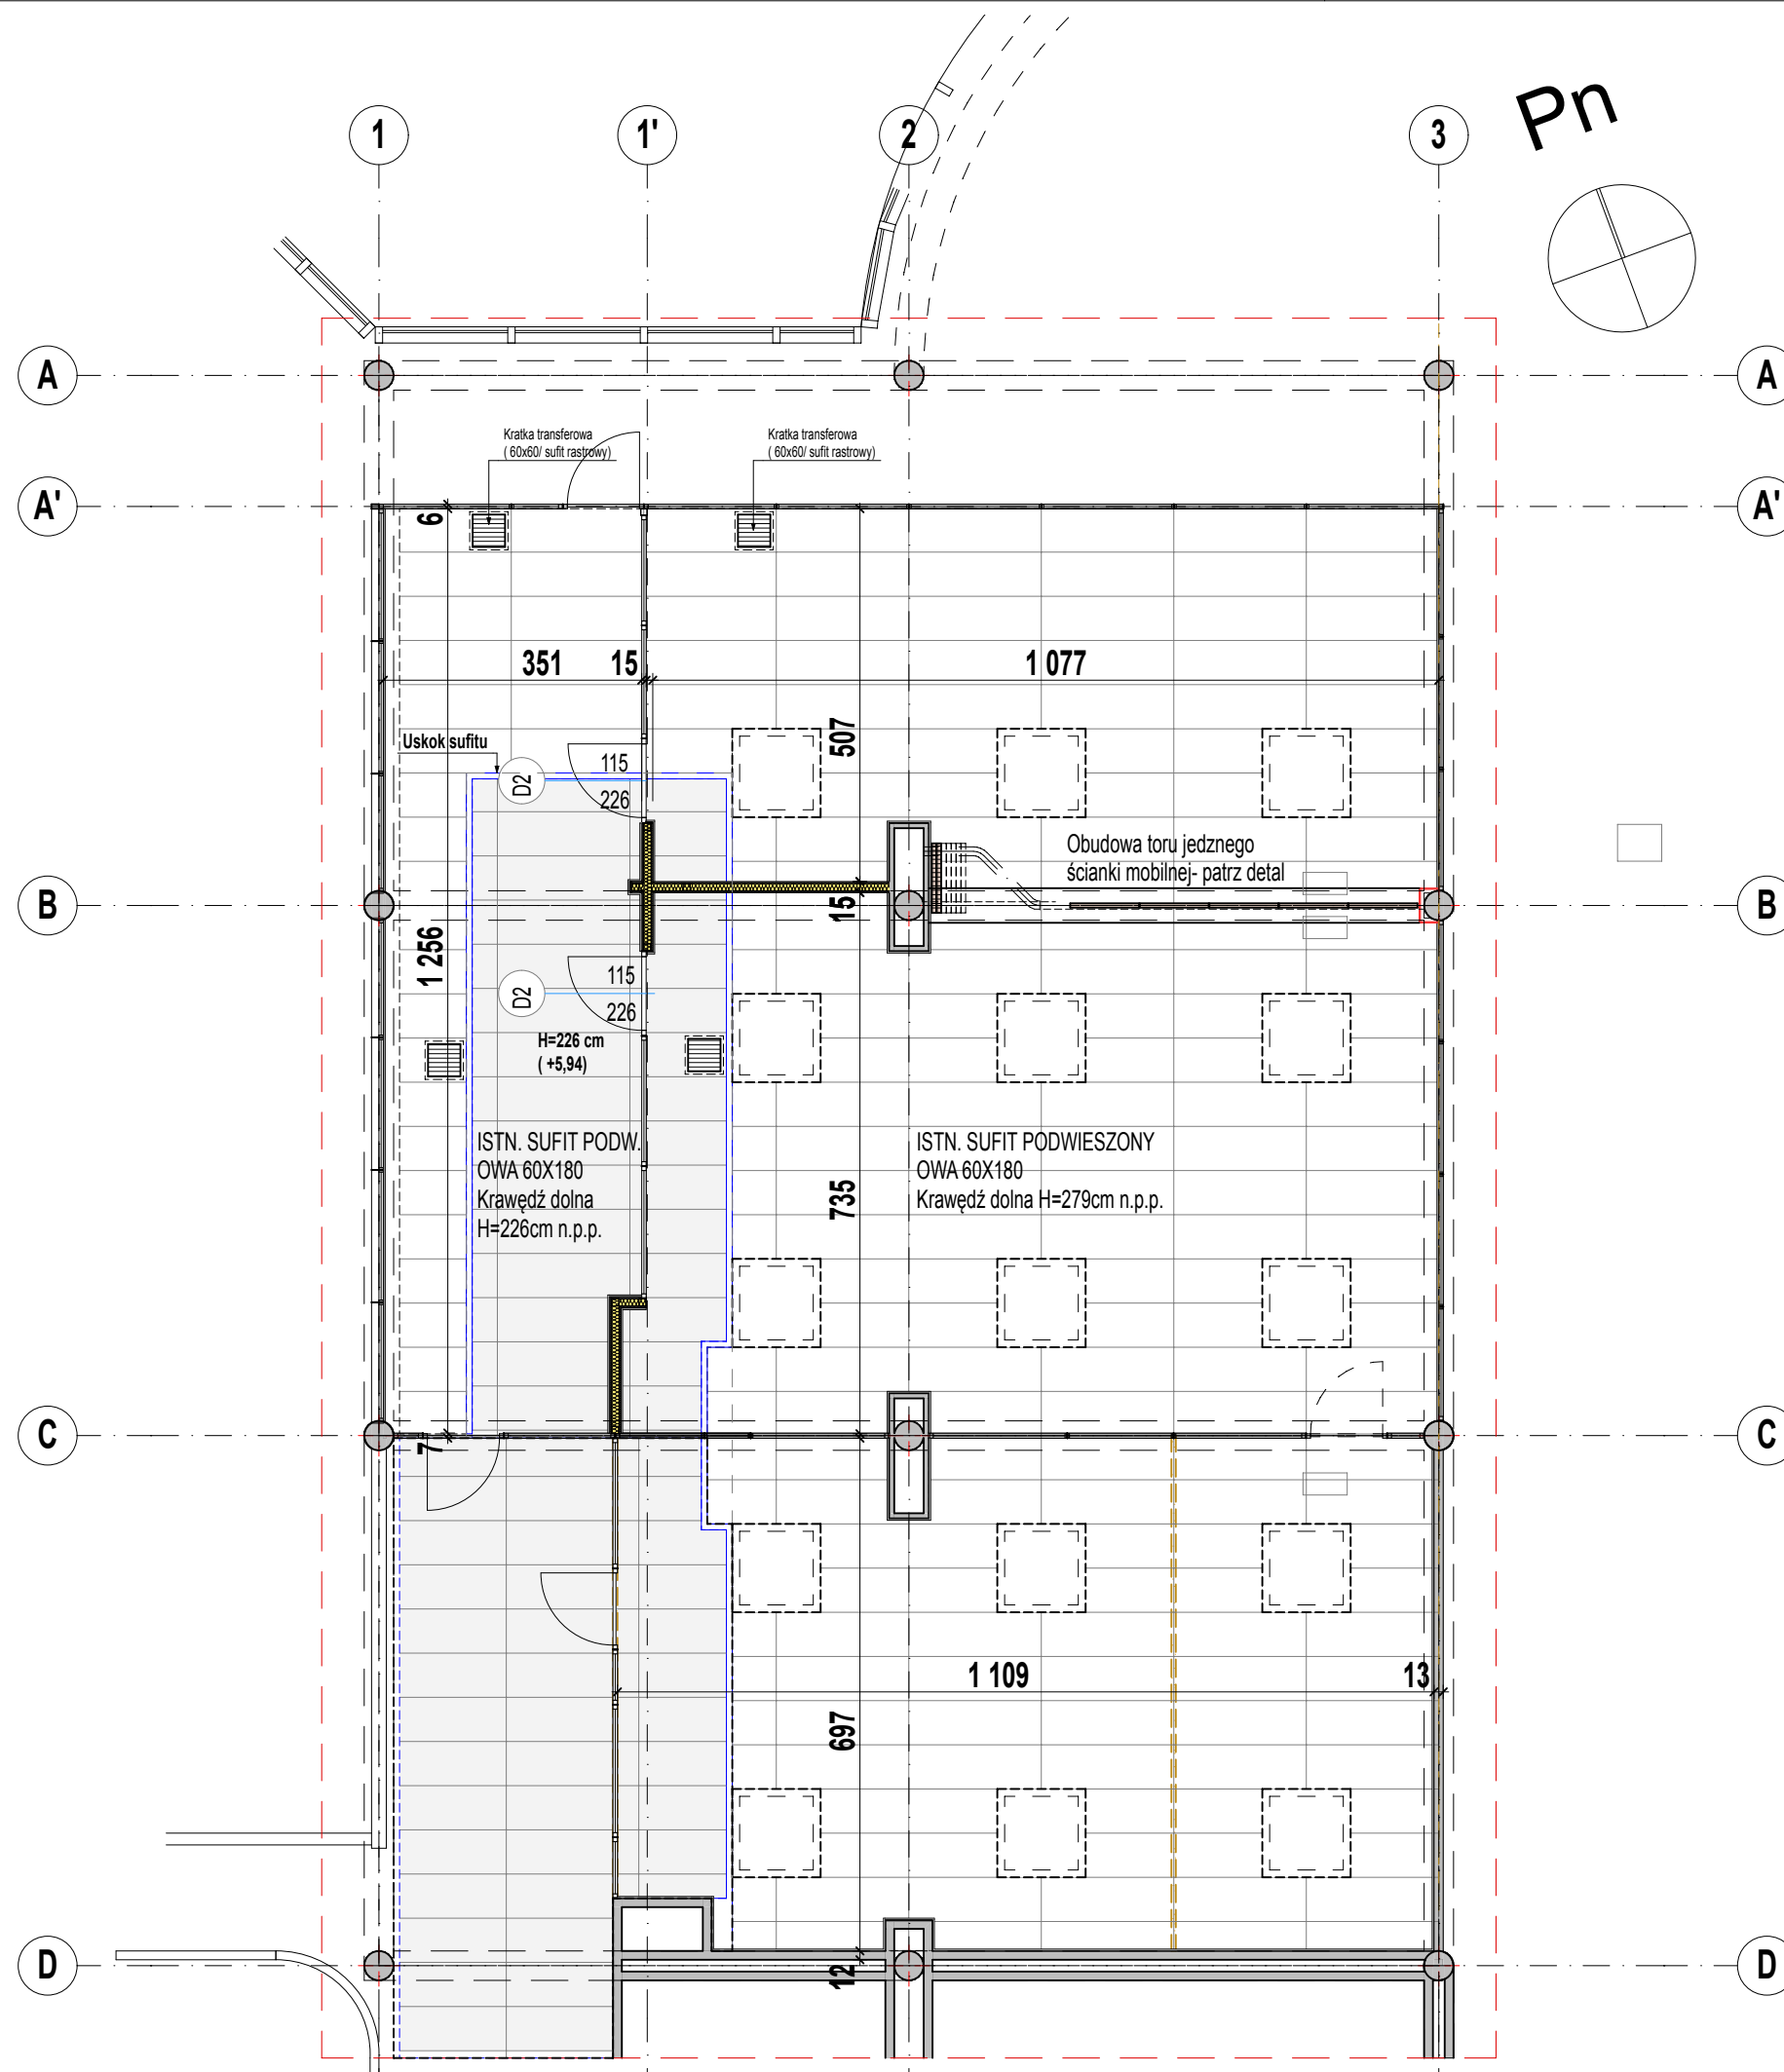 Pn
1
1'
2
3
A
A
Kratka transferowa
( 60x60/ sufit rastrowy)
Kratka transferowa
( 60x60/ sufit rastrowy)
A'
A'
6
351
15
1 077
507
Uskok sufitu
D2
115
226
Obudowa toru jedznego
ścianki mobilnej- patrz detal
B
15
B
1 256
D2
115
226
H=226 cm
( +5,94)
ISTN. SUFIT PODW.
OWA 60X180
Krawędź dolna
H=226cm n.p.p.
735
ISTN. SUFIT PODWIESZONY
OWA 60X180
Krawędź dolna H=279cm n.p.p.
C
7
C
1 109
13
697
D
12
D